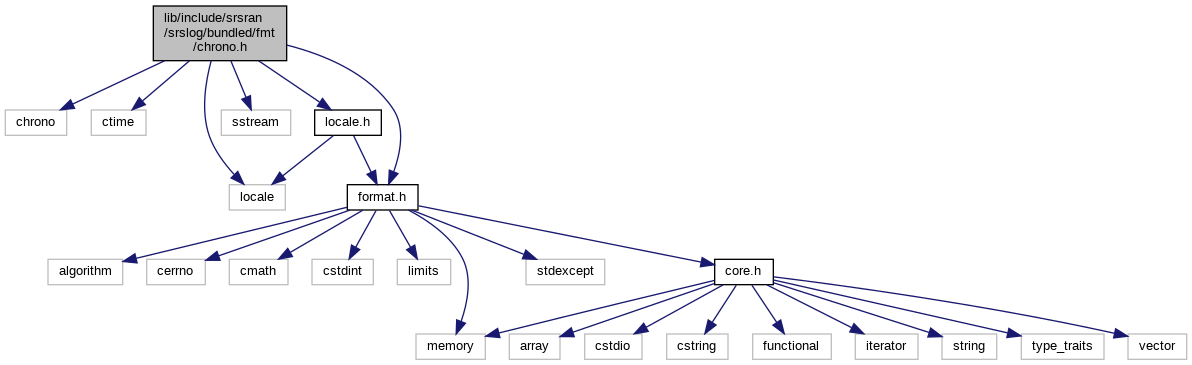 lib/include/srsran
/srslog/bundled/fmt
/chrono.h
chrono
ctime
sstream
locale.h
locale
format.h
algorithm
cerrno
cmath
cstdint
limits
stdexcept
core.h
memory
array
cstdio
cstring
functional
iterator
string
type_traits
vector